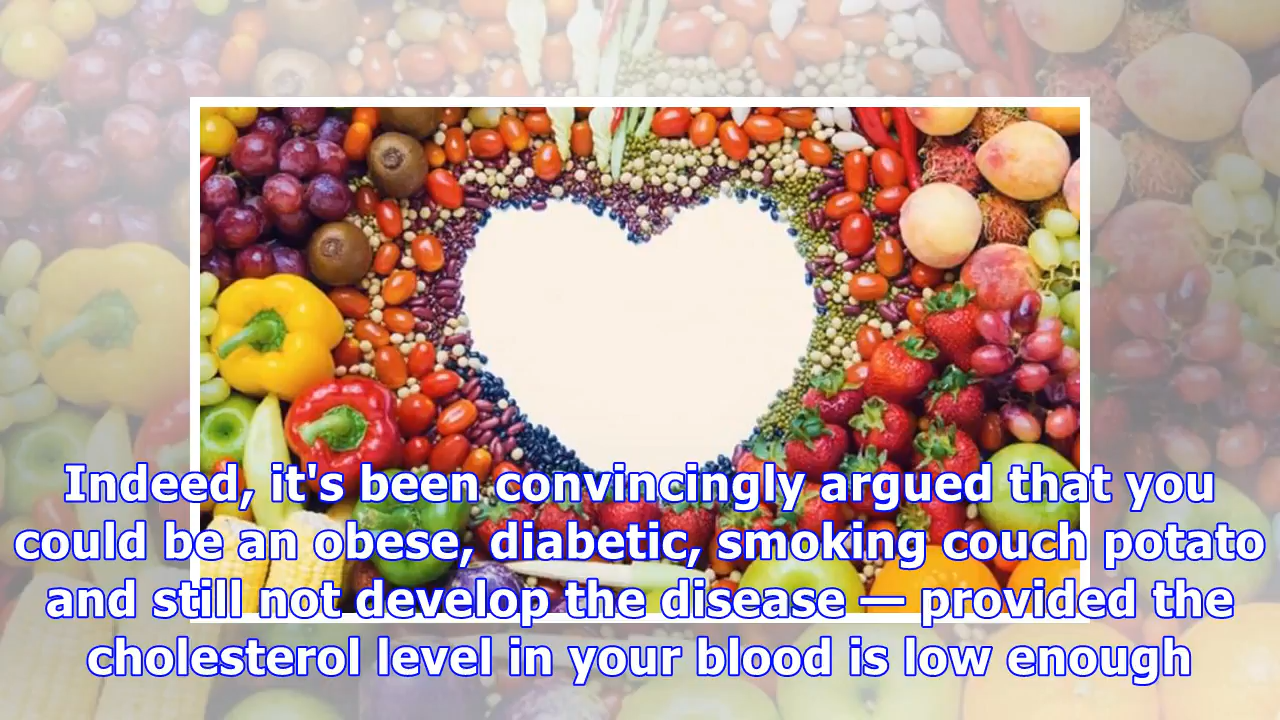 Indeed, it's been convincingly argued that you
could be an obese, diabetic, smoking couch potato
and still not develop the disease — provided the
cholesterol level in your blood is low enough